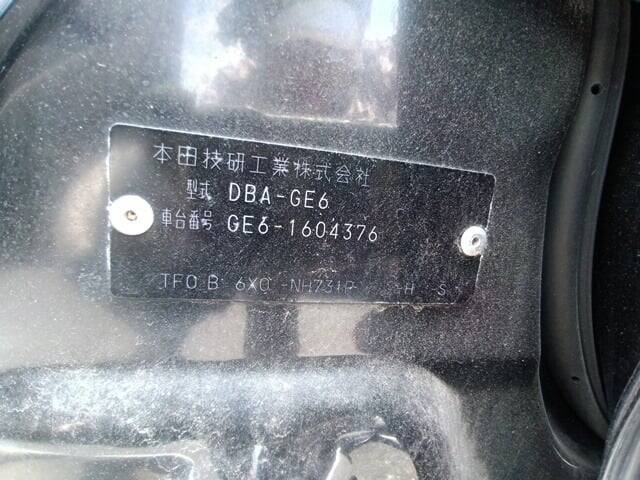 本田技研工業株式会社
型式 DBA-GE6
車台番号 GE6-1604376
TF0 B 6X0 -NH731P -H -S